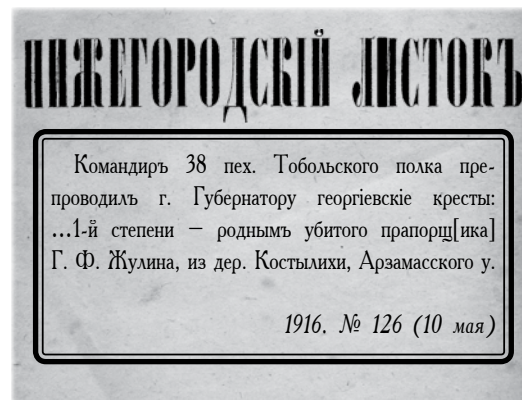 НИЖЕГОРОДСКІЙ ЛИСТОКЪ
Командиръ 38 пех. Тобольского полка пре-
проводилъ г. Губернатору георгіевскіе кресты:
...1-й степени — роднымъ убитого прапорщ[ика]
Г. Ф. Жулина, из дер. Костылихи, Арзамасского у.
1916. № 126 (10 мая)